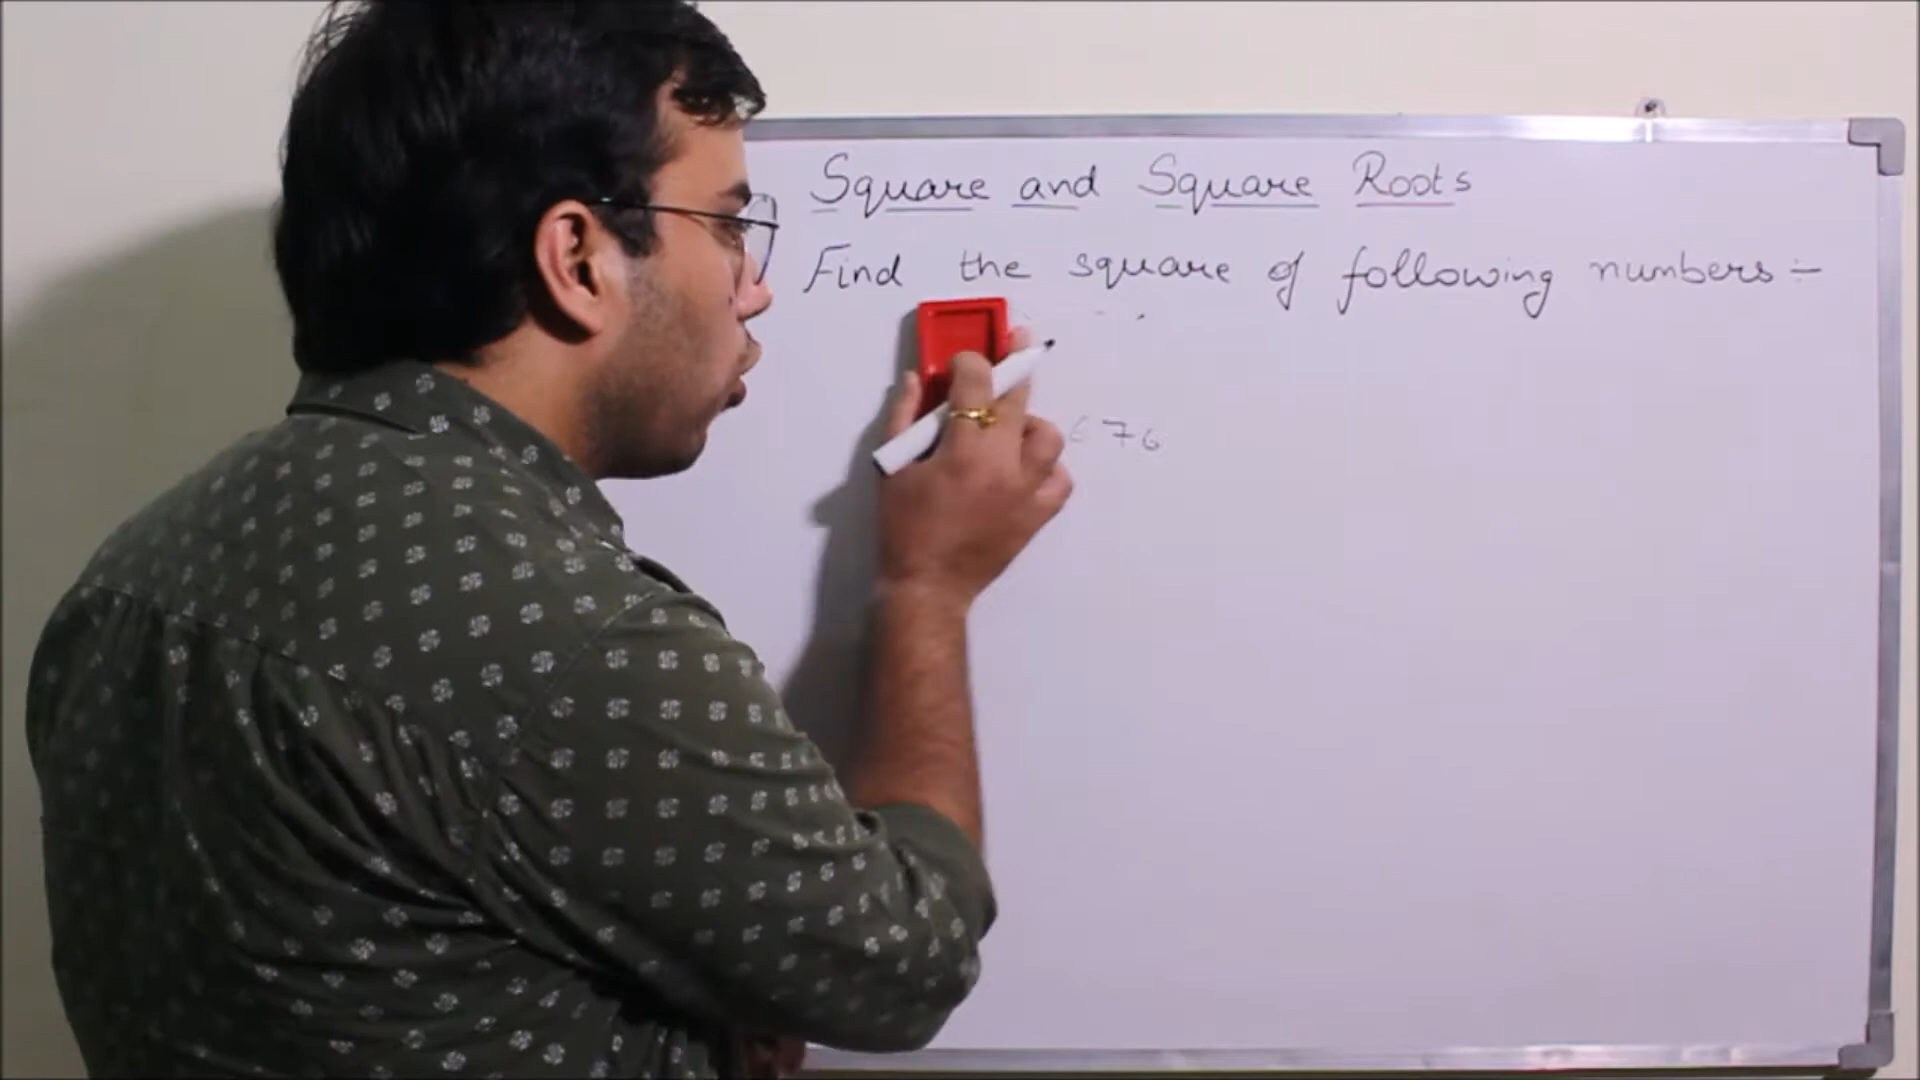 Square and Square Roots
Find the square of following numbers :-
676